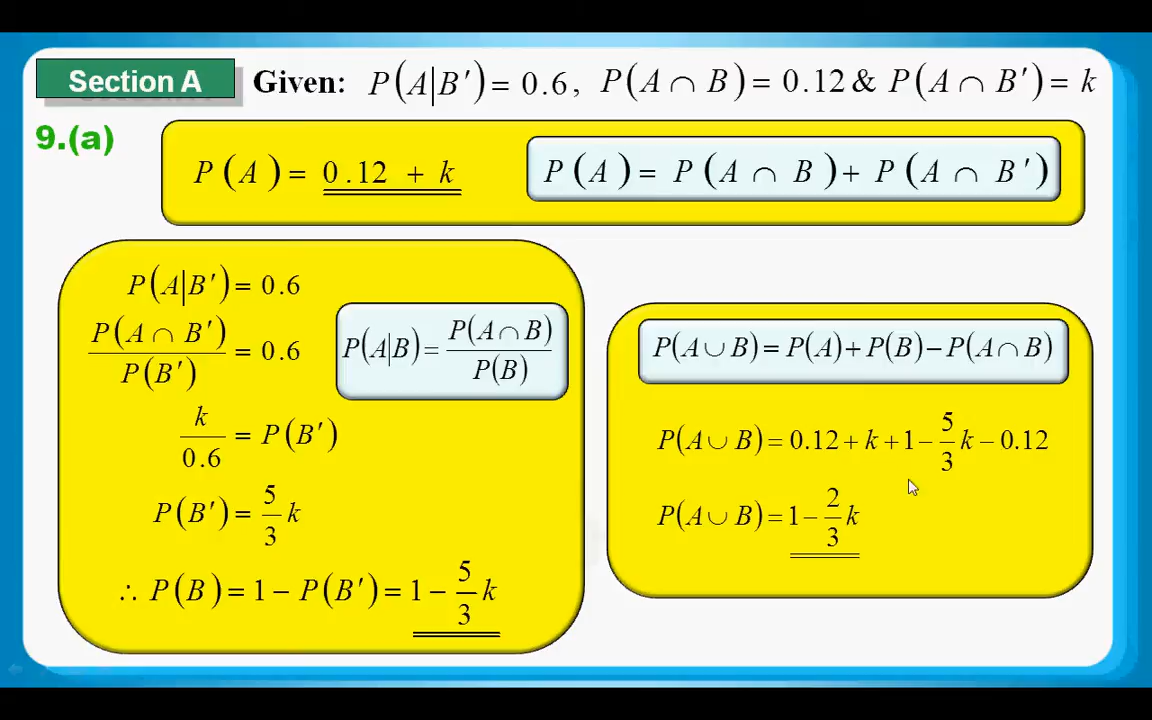 Section A Given: P(A|B′) = 0.6, P(A ∩ B) = 0.12 & P(A ∩ B′) = k
9.(a)
P(A) = 0.12 + k
P(A) = P(A ∩ B) + P(A ∩ B′)
P(A|B′) = 0.6
P(A ∩ B′)/P(B′) = 0.6
P(A|B) = P(A ∩ B)/P(B)
k/0.6 = P(B′)
P(B′) = 5/3 k
∴ P(B) = 1 − P(B′) = 1 − 5/3 k
P(A ∪ B) = P(A) + P(B) − P(A ∩ B)
P(A ∪ B) = 0.12 + k + 1 − 5/3 k − 0.12
P(A ∪ B) = 1 − 2/3 k